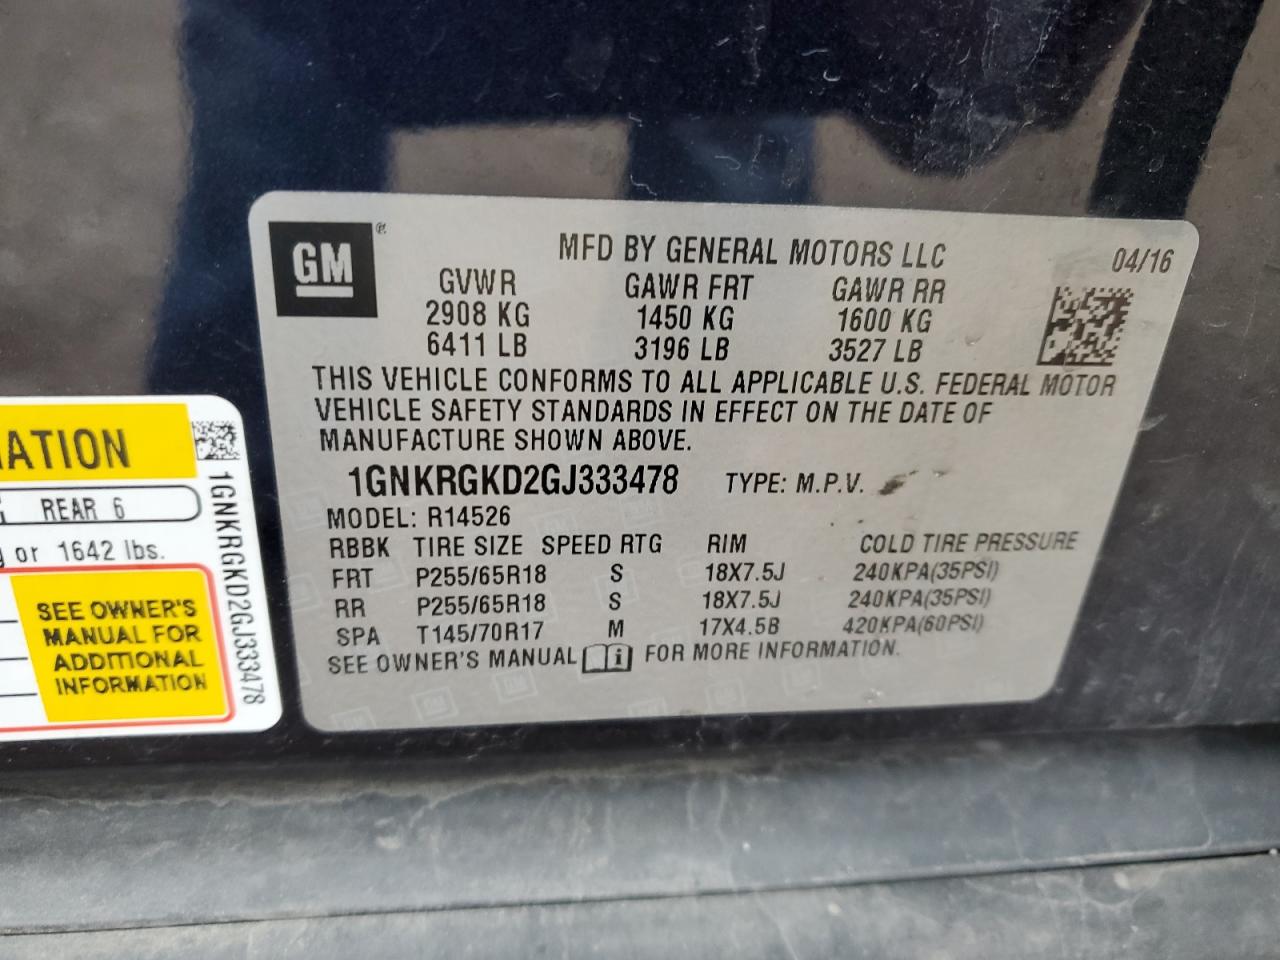 GM ®
MFD BY GENERAL MOTORS LLC 04/16
GVWR GAWR FRT GAWR RR
2908 KG 1450 KG 1600 KG
6411 LB 3196 LB 3527 LB
THIS VEHICLE CONFORMS TO ALL APPLICABLE U.S. FEDERAL MOTOR
VEHICLE SAFETY STANDARDS IN EFFECT ON THE DATE OF
MANUFACTURE SHOWN ABOVE.
1GNKRGKD2GJ333478 TYPE: M.P.V.
MODEL: R14526
RBBK TIRE SIZE SPEED RTG RIM COLD TIRE PRESSURE
FRT P255/65R18 S 18X7.5J 240KPA(35PSI)
RR P255/65R18 S 18X7.5J 240KPA(35PSI)
SPA T145/70R17 M 17X4.5B 420KPA(60PSI)
SEE OWNER'S MANUAL i FOR MORE INFORMATION.
ATION
REAR 6
or 1642 lbs.
SEE OWNER'S
MANUAL FOR
ADDITIONAL
INFORMATION
1GNKRGKD2GJ333478